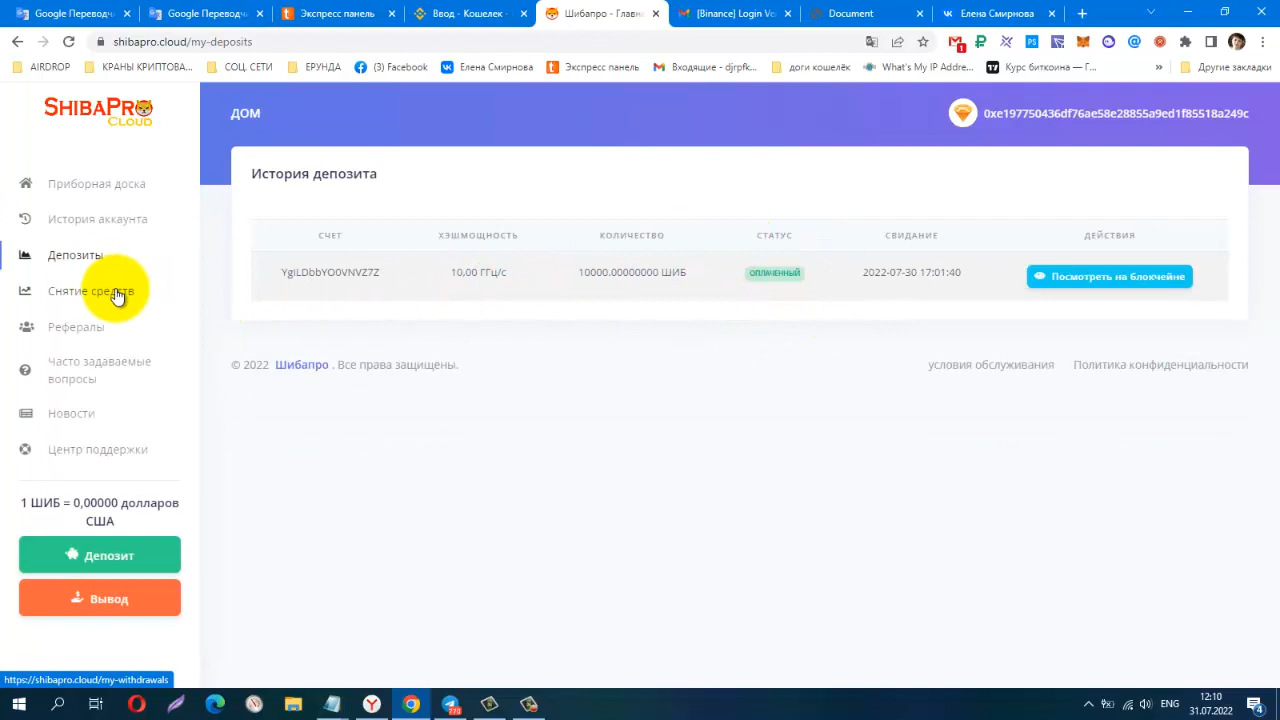 Google Переводч
Google Переводч
Экспресс панель
Ввод - Кошелек -
Шибапро - Главн
[Binance] Login Ve
Document
Елена Смирнова
shibapro.cloud/my-deposits
AIRDROP
КРАНЫ КРИПТОВА...
СОЦ. СЕТИ
ЕРУНДА
(3) Facebook
Елена Смирнова
Экспресс панель
Входящие - djrpfk...
доги кошелёк
What's My IP Addre...
Курс биткоина — Г...
»
Другие закладки
SHIBAPRO
CLOUD
ДОМ
0xe197750436df76ae58e28855a9ed1f85518a249c
Приборная доска
История аккаунта
Депозиты
Снятие средств
Рефералы
Часто задаваемые
вопросы
Новости
Центр поддержки
1 ШИБ = 0,00000 долларов
США
Депозит
Вывод
История депозита
СЧЕТ ХЭШМОЩНОСТЬ КОЛИЧЕСТВО СТАТУС СВИДАНИЕ ДЕЙСТВИЯ
YgiLDbbYO0VNVZ7Z 10,00 ГГц/с 10000.00000000 ШИБ ОПЛАЧЕННЫЙ 2022-07-30 17:01:40 Посмотреть на блокчейне
© 2022 Шибапро . Все права защищены.
условия обслуживания Политика конфиденциальности
https://shibapro.cloud/my-withdrawals
770
ENG
12:10
31.07.2022
4